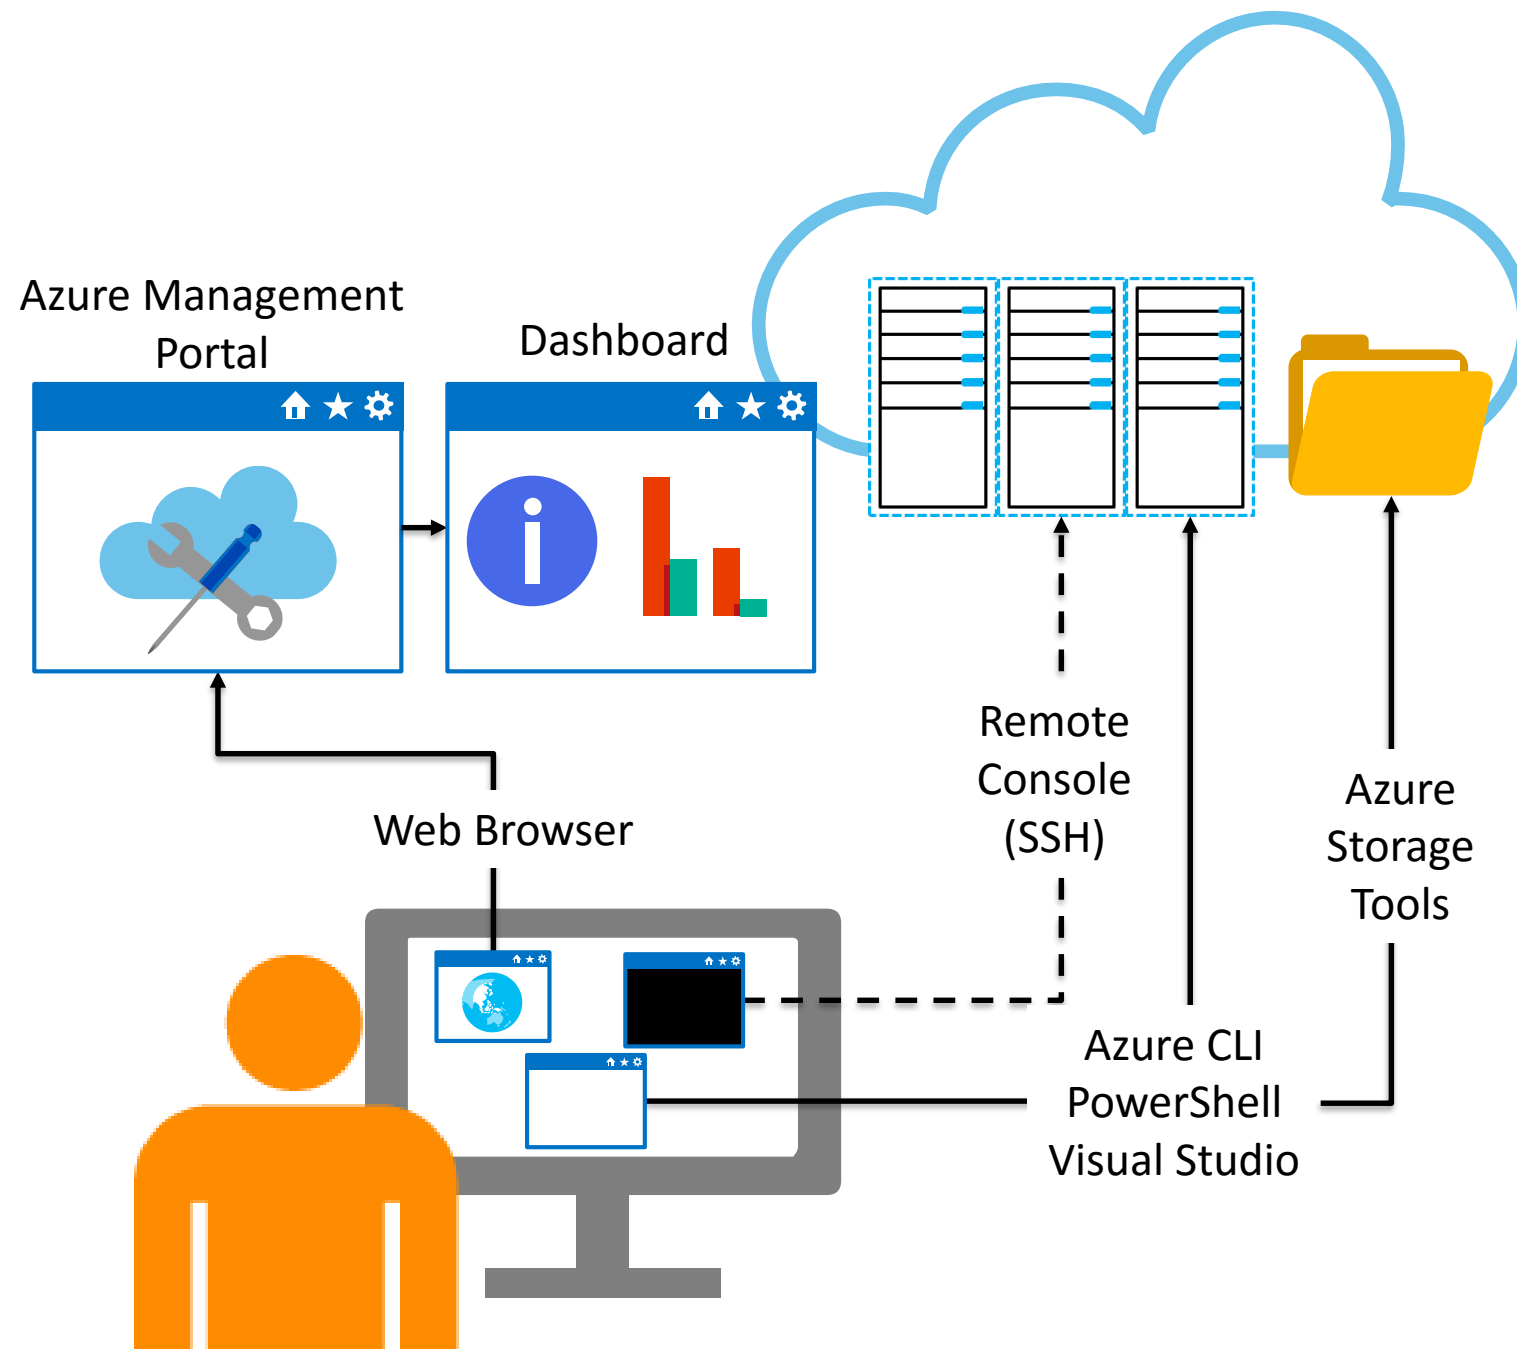 Azure Management
Portal
Dashboard
Remote
Console
(SSH)
Azure
Storage
Tools
Web Browser
Azure CLI
PowerShell
Visual Studio